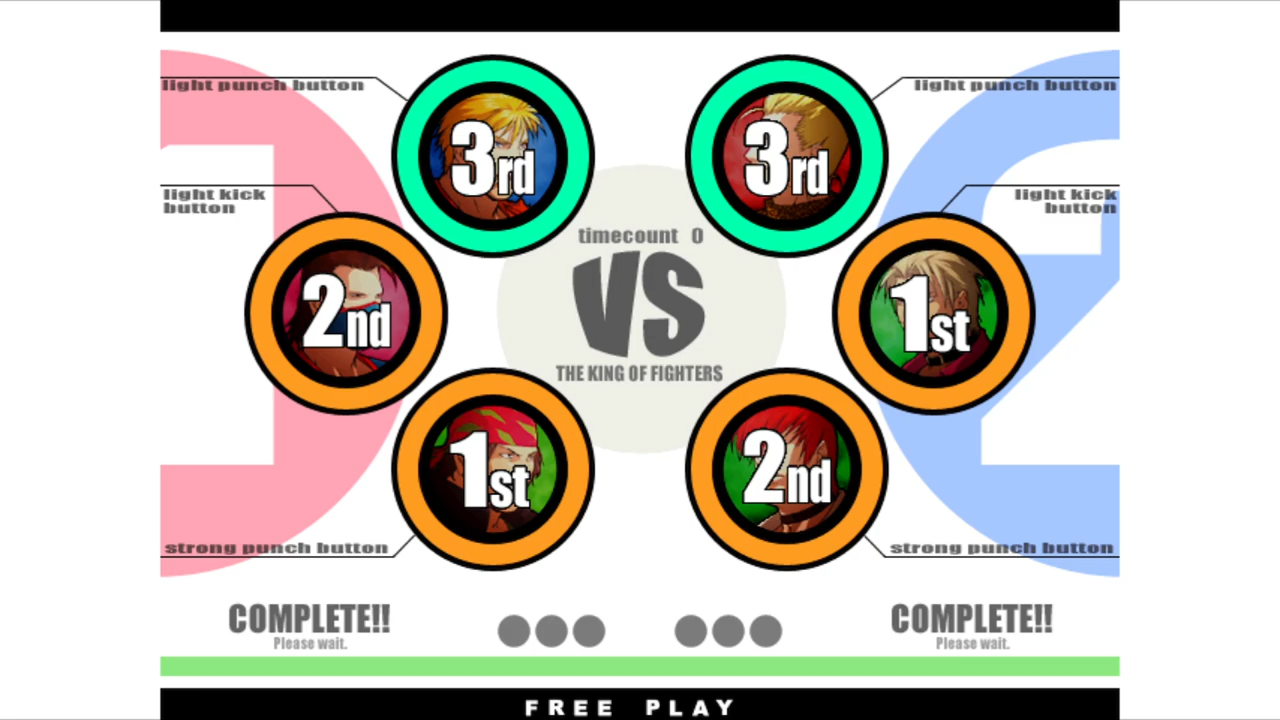 light punch button
light punch button
3rd
3rd
light kick
button
light kick
button
timecount 0
VS
THE KING OF FIGHTERS
2nd
1st
1st
2nd
strong punch button
strong punch button
COMPLETE!!
Please wait.
COMPLETE!!
Please wait.
FREE PLAY
1
2